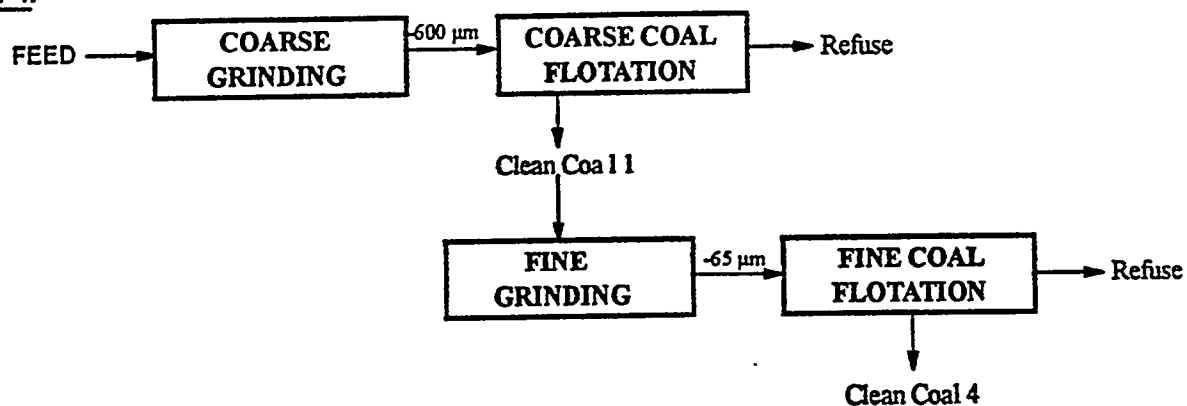 FEED
COARSE
GRINDING
-600 µm
COARSE COAL
FLOTATION
Refuse
Clean Coal 1
FINE
GRINDING
-65 µm
FINE COAL
FLOTATION
Refuse
Clean Coal 4